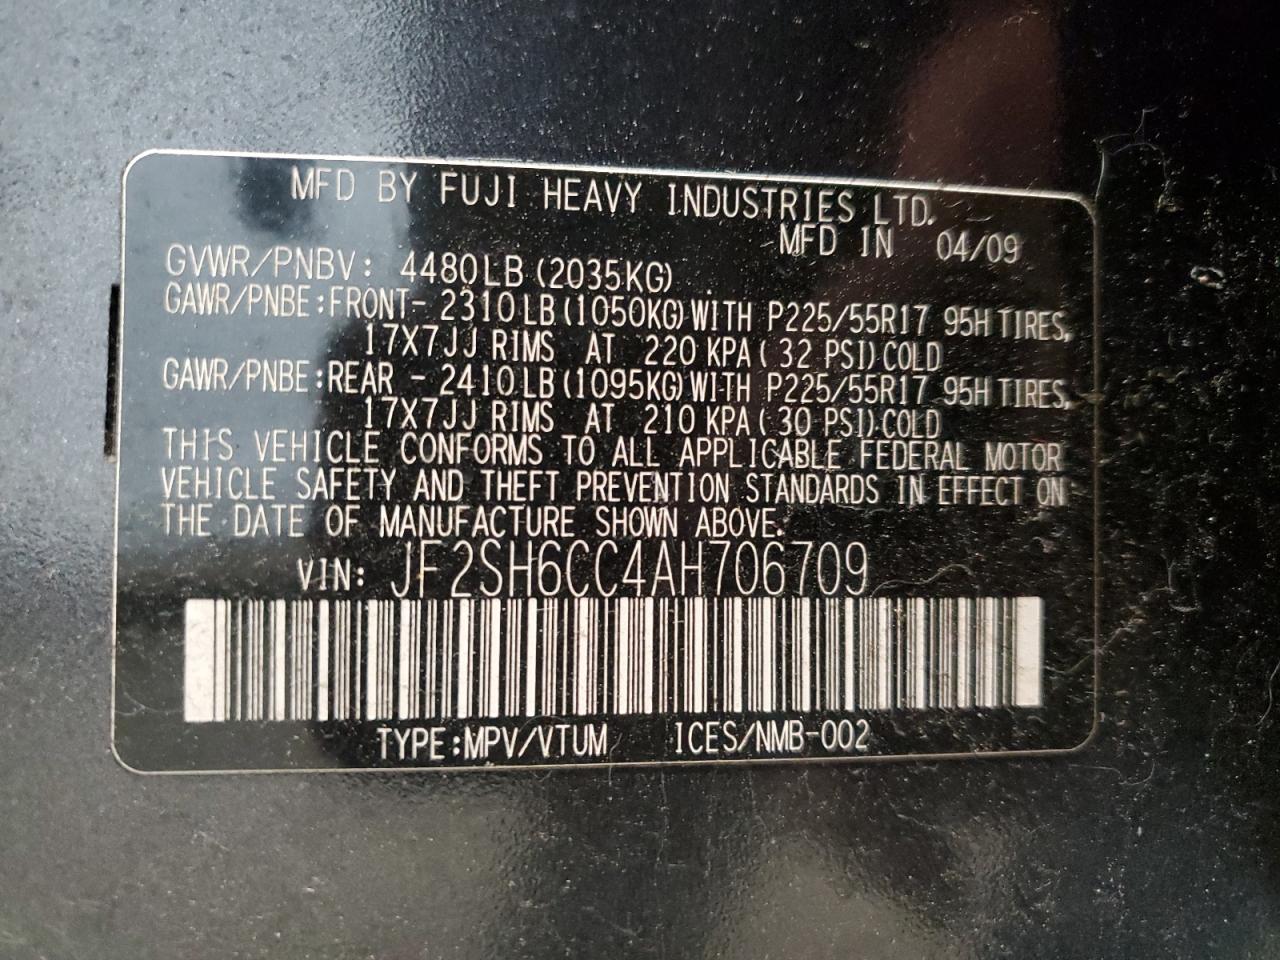 MFD BY FUJI HEAVY INDUSTRIES LTD.
MFD IN 04/09
GVWR/PNBV: 4480LB (2035KG)
GAWR/PNBE:FRONT- 2310LB(1050KG)WITH P225/55R17 95H TIRES,
17X7JJ RIMS AT 220 KPA( 32 PSI)COLD
GAWR/PNBE:REAR - 2410LB(1095KG)WITH P225/55R17 95H TIRES,
17X7JJ RIMS AT 210 KPA( 30 PSI)COLD
THIS VEHICLE CONFORMS TO ALL APPLICABLE FEDERAL MOTOR
VEHICLE SAFETY AND THEFT PREVENTION STANDARDS IN EFFECT ON
THE DATE OF MANUFACTURE SHOWN ABOVE.
VIN: JF2SH6CC4AH706709
TYPE:MPV/VTUM ICES/NMB-002